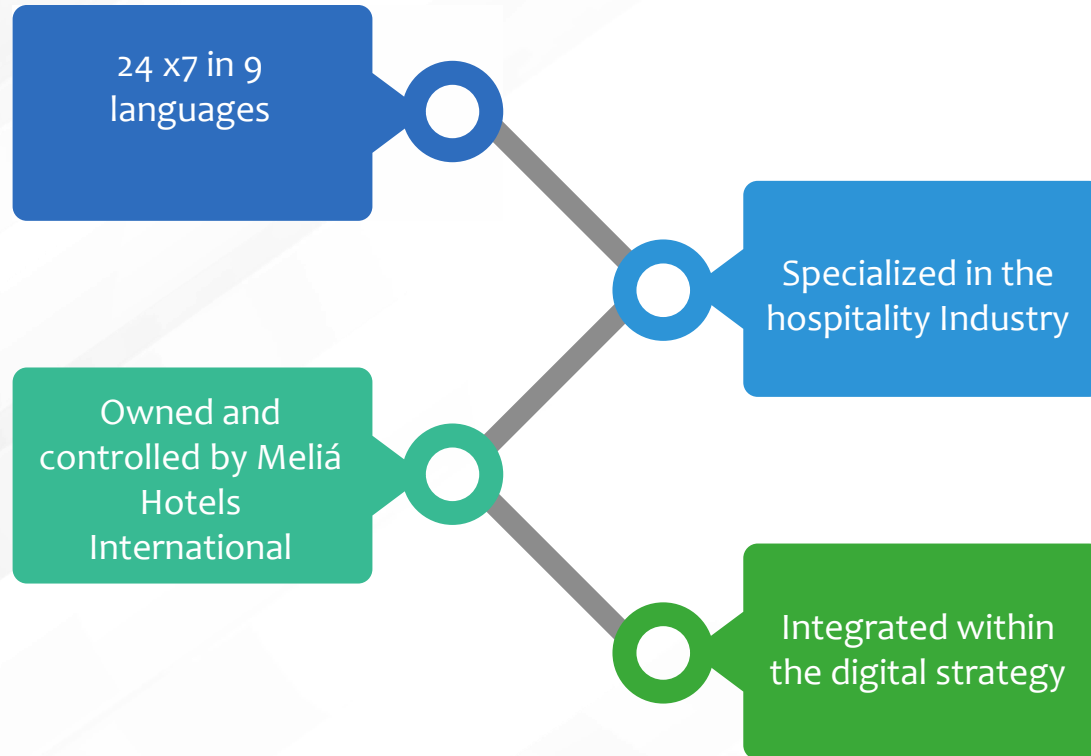 24 x7 in 9
languages
Specialized in the
hospitality Industry
Owned and
controlled by Meliá
Hotels
International
Integrated within
the digital strategy